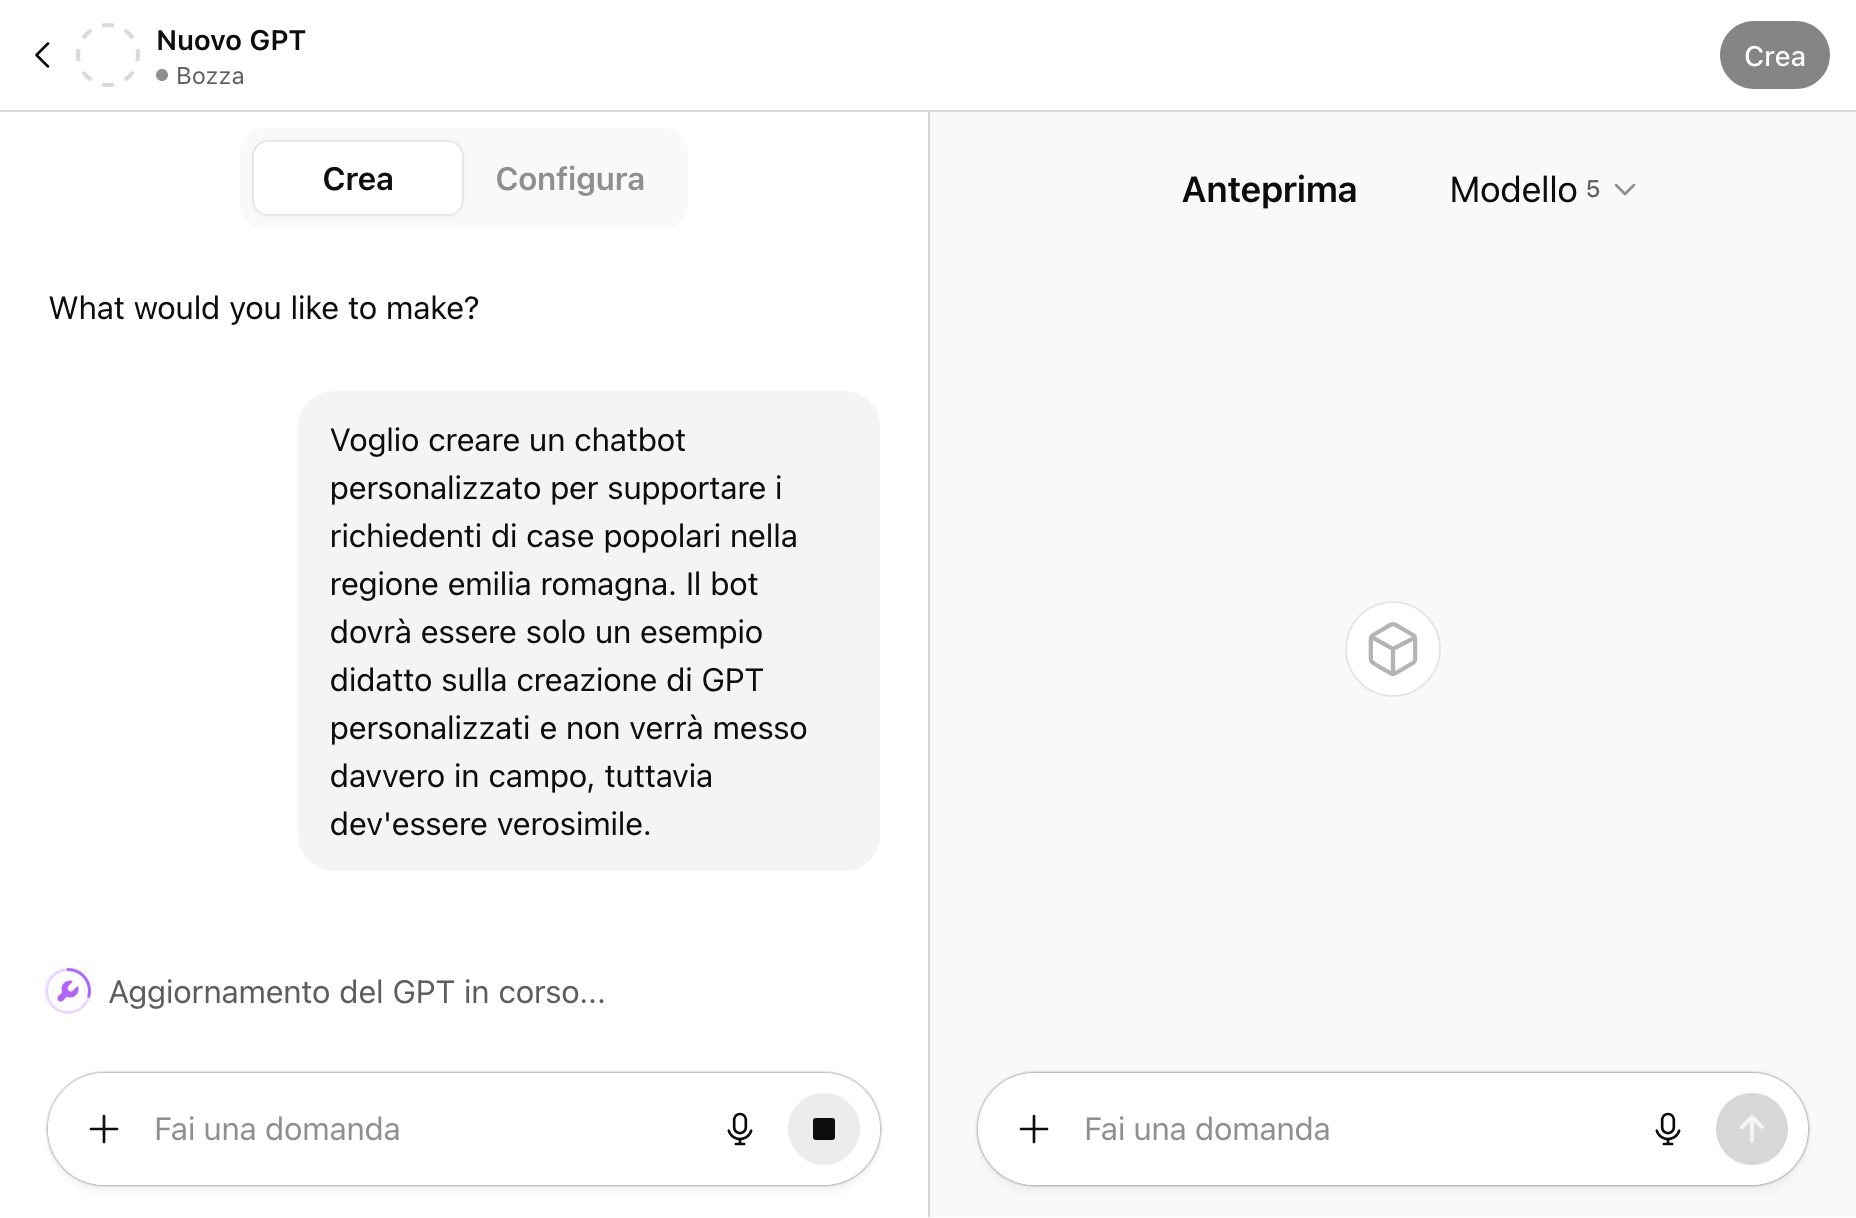 Nuovo GPT
Bozza
Crea
Crea
Configura
What would you like to make?
Voglio creare un chatbot
personalizzato per supportare i
richiedenti di case popolari nella
regione emilia romagna. Il bot
dovrà essere solo un esempio
didatto sulla creazione di GPT
personalizzati e non verrà messo
davvero in campo, tuttavia
dev'essere verosimile.
Aggiornamento del GPT in corso...
Fai una domanda
Anteprima
Modello 5
Fai una domanda